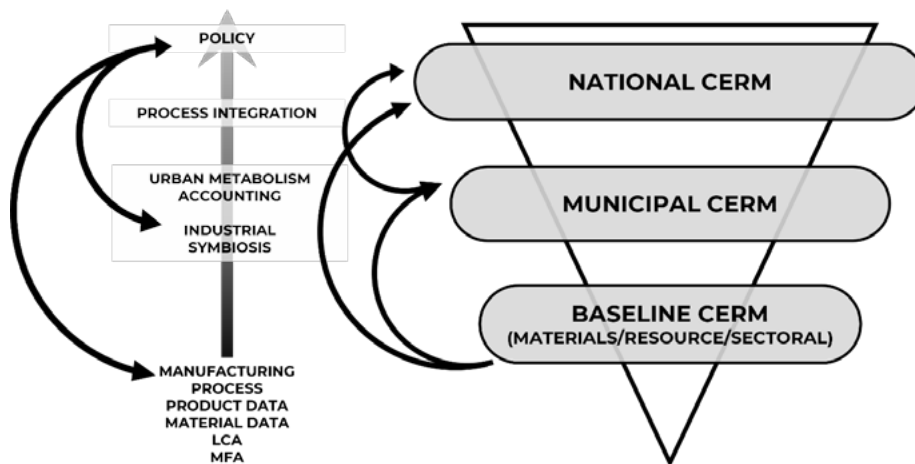 POLICY
PROCESS INTEGRATION
URBAN METABOLISM
ACCOUNTING
INDUSTRIAL
SYMBIOSIS
MANUFACTURING
PROCESS
PRODUCT DATA
MATERIAL DATA
LCA
MFA
NATIONAL CERM
MUNICIPAL CERM
BASELINE CERM
(MATERIALS/RESOURCE/SECTORAL)